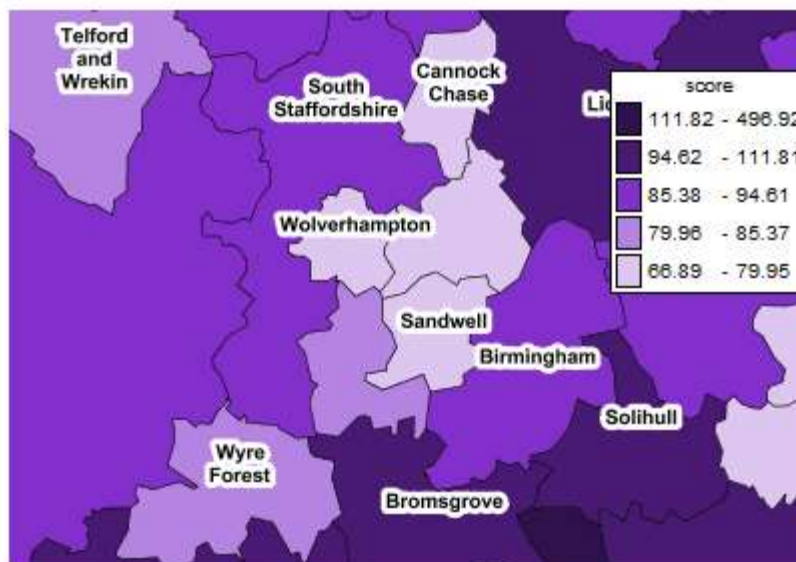 Telford
and
Wrekin
South
Staffordshire
Cannock
Chase
score
111.82 - 496.92
94.62 - 111.81
85.38 - 94.61
79.96 - 85.37
66.89 - 79.95
Wolverhampton
Sandwell
Birmingham
Solihull
Wyre
Forest
Bromsgrove